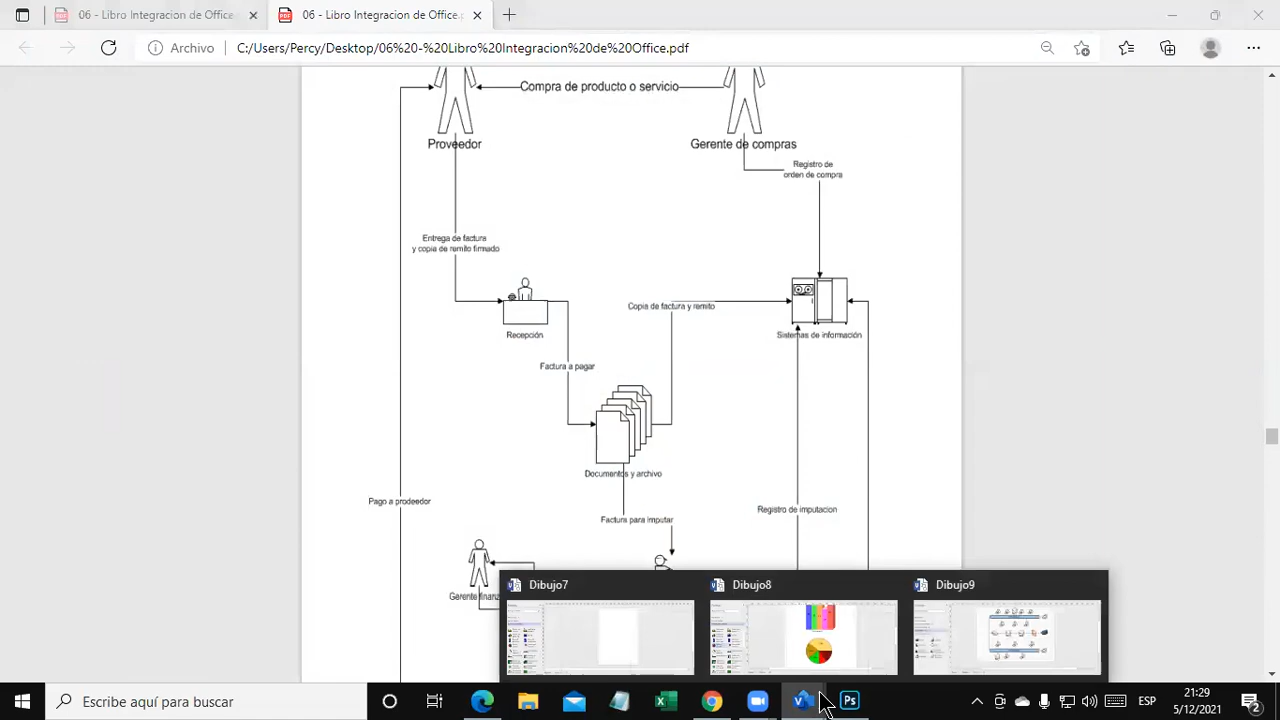 06 - Libro Integracion de Office
06 - Libro Integracion de Office.p
Archivo
C:/Users/Percy/Desktop/06%20-%20Libro%20Integracion%20de%20Office.pdf
Compra de producto o servicio
Proveedor
Gerente de compras
Registro de
orden de compra
Entrega de factura
y copia de remito firmado
Copia de factura y remito
Recepción
Sistemas de información
Factura a pagar
Documentos y archivo
Pago a prodeedor
Registro de imputacion
Factura para imputar
Gerente
Dibujo7
Dibujo8
Dibujo9
Escribe aquí para buscar
Ps
ESP
21:29
5/12/2021
2